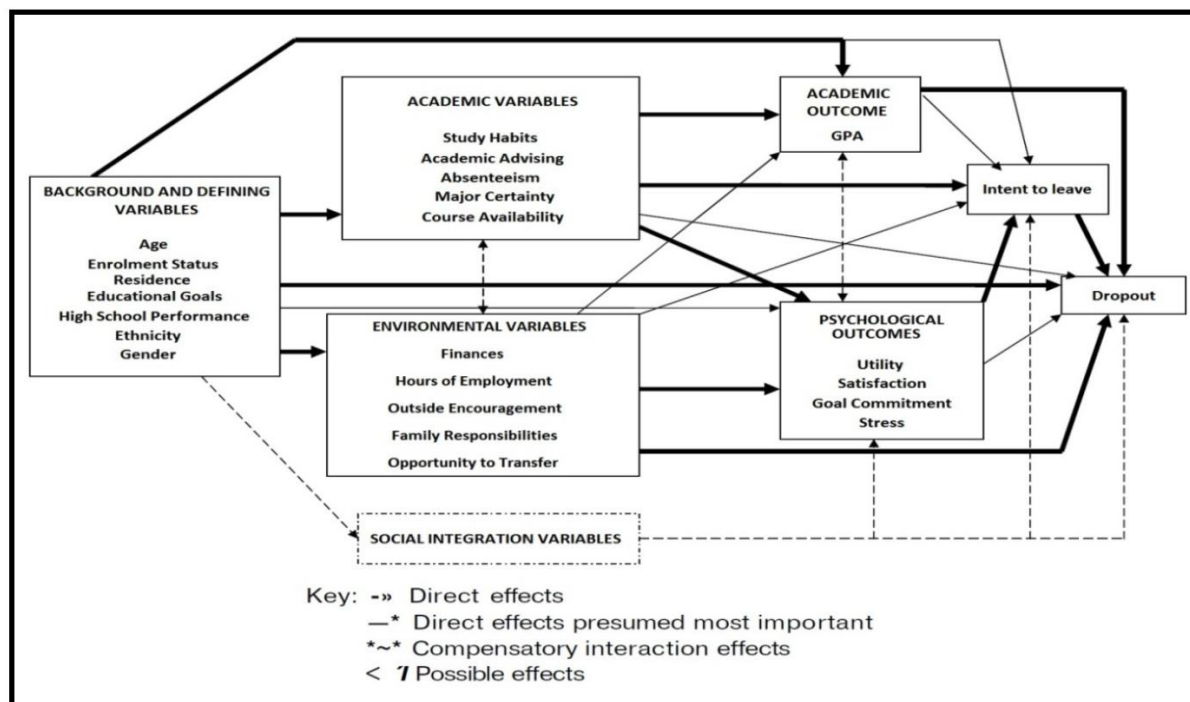 BACKGROUND AND DEFINING
VARIABLES
Age
Enrolment Status
Residence
Educational Goals
High School Performance
Ethnicity
Gender
ACADEMIC VARIABLES
Study Habits
Academic Advising
Absenteeism
Major Certainty
Course Availability
ENVIRONMENTAL VARIABLES
Finances
Hours of Employment
Outside Encouragement
Family Responsibilities
Opportunity to Transfer
SOCIAL INTEGRATION VARIABLES
ACADEMIC
OUTCOME
GPA
PSYCHOLOGICAL
OUTCOMES
Utility
Satisfaction
Goal Commitment
Stress
Intent to leave
Dropout
Key: -» Direct effects
—* Direct effects presumed most important
*~* Compensatory interaction effects
< 1 Possible effects